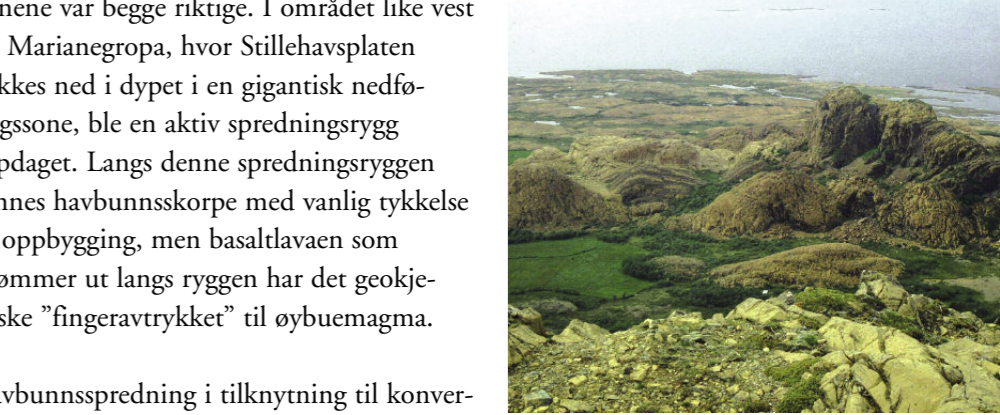 nene var begge riktige. I området like vest
Marianegropa, hvor Stillehavsplaten
kkes ned i dypet i en gigantisk nedfø-
gssone, ble en aktiv spredningsrygg
pdaget. Langs denne spredningsryggen
nnes havbunnsskorpe med vanlig tykkelse
oppbygging, men basaltlavaen som
ømmer ut langs ryggen har det geokje-
ske ”fingeravtrykket” til øybuemagma.
avbunnsspredning i tilknytning til konver-